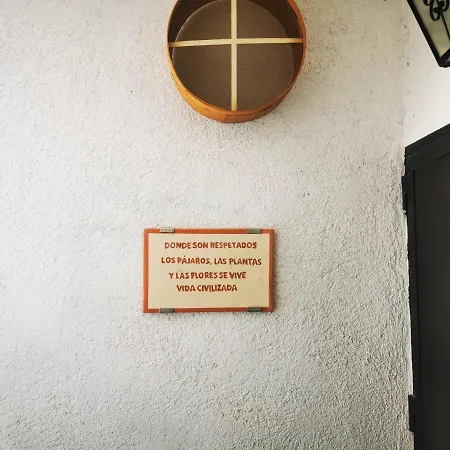 DONDE SON RESPETADOS
LOS PÁJAROS, LAS PLANTAS
Y LAS FLORES SE VIVE
VIDA CIVILIZADA